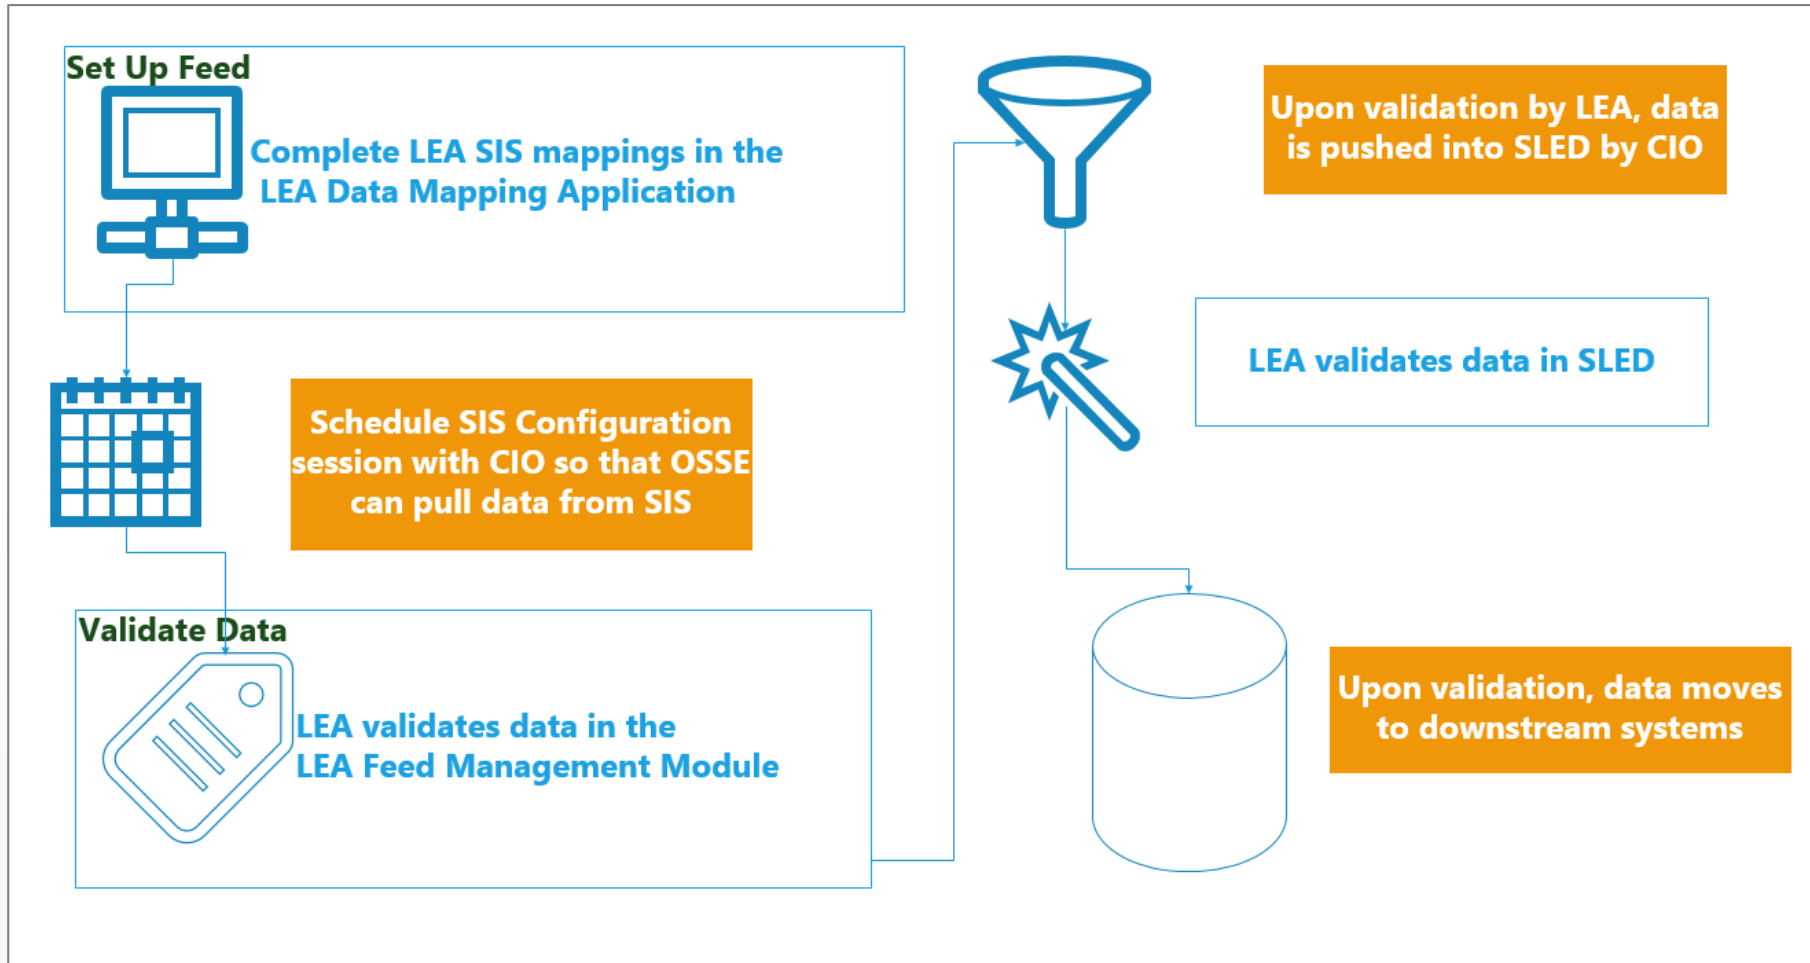 Set Up Feed
Complete LEA SIS mappings in the
LEA Data Mapping Application
Schedule SIS Configuration
session with CIO so that OSSE
can pull data from SIS
Validate Data
LEA validates data in the
LEA Feed Management Module
Upon validation by LEA, data
is pushed into SLED by CIO
LEA validates data in SLED
Upon validation, data moves
to downstream systems